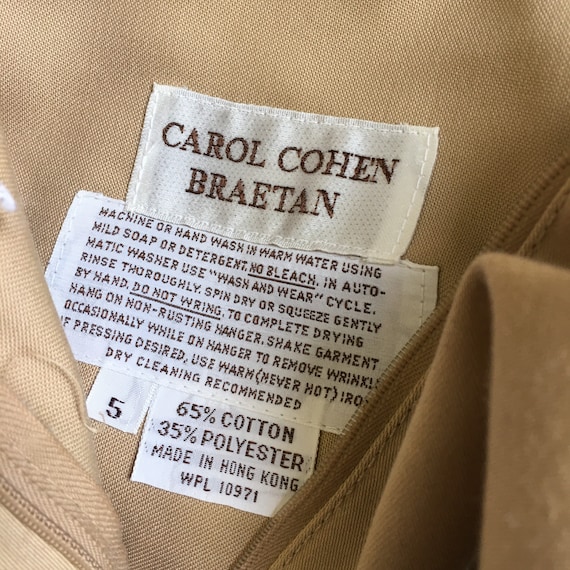 CAROL COHEN
BRAETAN
MACHINE OR HAND WASH IN WARM WATER USING
MILD SOAP OR DETERGENT. NO BLEACH. IN AUTO-
MATIC WASHER USE "WASH AND WEAR" CYCLE.
RINSE THOROUGHLY. SPIN DRY OR SQUEEZE GENTLY
BY HAND, DO NOT WRING. TO COMPLETE DRYING
HANG ON NON-RUSTING HANGER. SHAKE GARMENT
OCCASIONALLY WHILE ON HANGER TO REMOVE WRINKL
IF PRESSING DESIRED, USE WARM (NEVER HOT) IRO
DRY CLEANING RECOMMENDED
5
65% COTTON
35% POLYESTER
MADE IN HONG KONG
WPL 10971